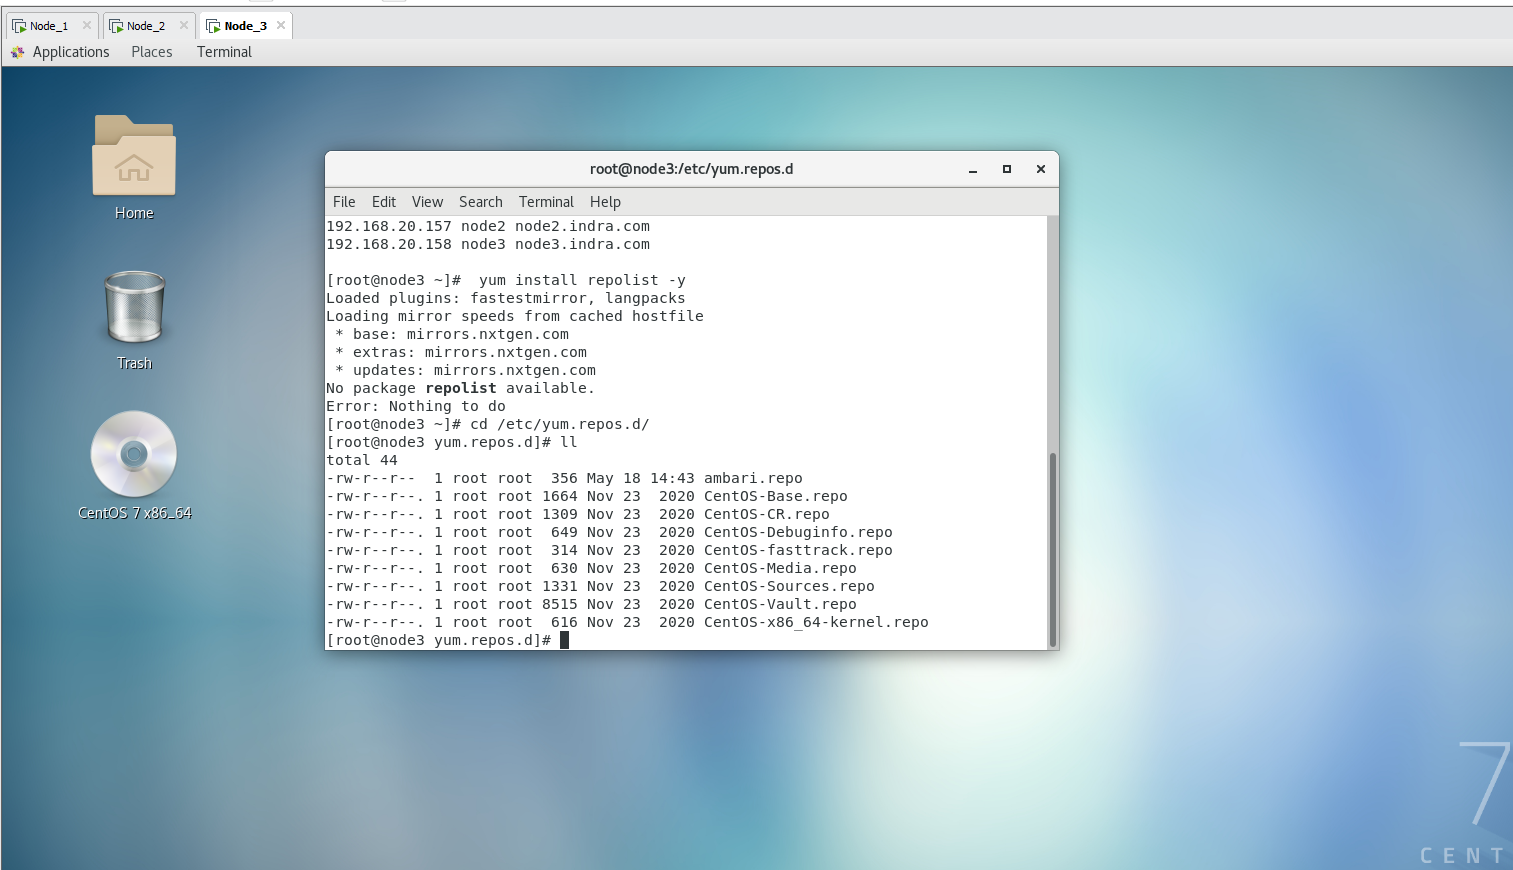 Node_1
Node_2
Node_3
Applications Places Terminal
Home
Trash
CentOS 7 x86_64
root@node3:/etc/yum.repos.d
File Edit View Search Terminal Help
192.168.20.157 node2 node2.indra.com
192.168.20.158 node3 node3.indra.com
[root@node3 ~]#  yum install repolist -y
Loaded plugins: fastestmirror, langpacks
Loading mirror speeds from cached hostfile
 * base: mirrors.nxtgen.com
 * extras: mirrors.nxtgen.com
 * updates: mirrors.nxtgen.com
No package repolist available.
Error: Nothing to do
[root@node3 ~]# cd /etc/yum.repos.d/
[root@node3 yum.repos.d]# ll
total 44
-rw-r--r--  1 root root  356 May 18 14:43 ambari.repo
-rw-r--r--. 1 root root 1664 Nov 23  2020 CentOS-Base.repo
-rw-r--r--. 1 root root 1309 Nov 23  2020 CentOS-CR.repo
-rw-r--r--. 1 root root  649 Nov 23  2020 CentOS-Debuginfo.repo
-rw-r--r--. 1 root root  314 Nov 23  2020 CentOS-fasttrack.repo
-rw-r--r--. 1 root root  630 Nov 23  2020 CentOS-Media.repo
-rw-r--r--. 1 root root 1331 Nov 23  2020 CentOS-Sources.repo
-rw-r--r--. 1 root root 8515 Nov 23  2020 CentOS-Vault.repo
-rw-r--r--. 1 root root  616 Nov 23  2020 CentOS-x86_64-kernel.repo
[root@node3 yum.repos.d]#
7
CENT